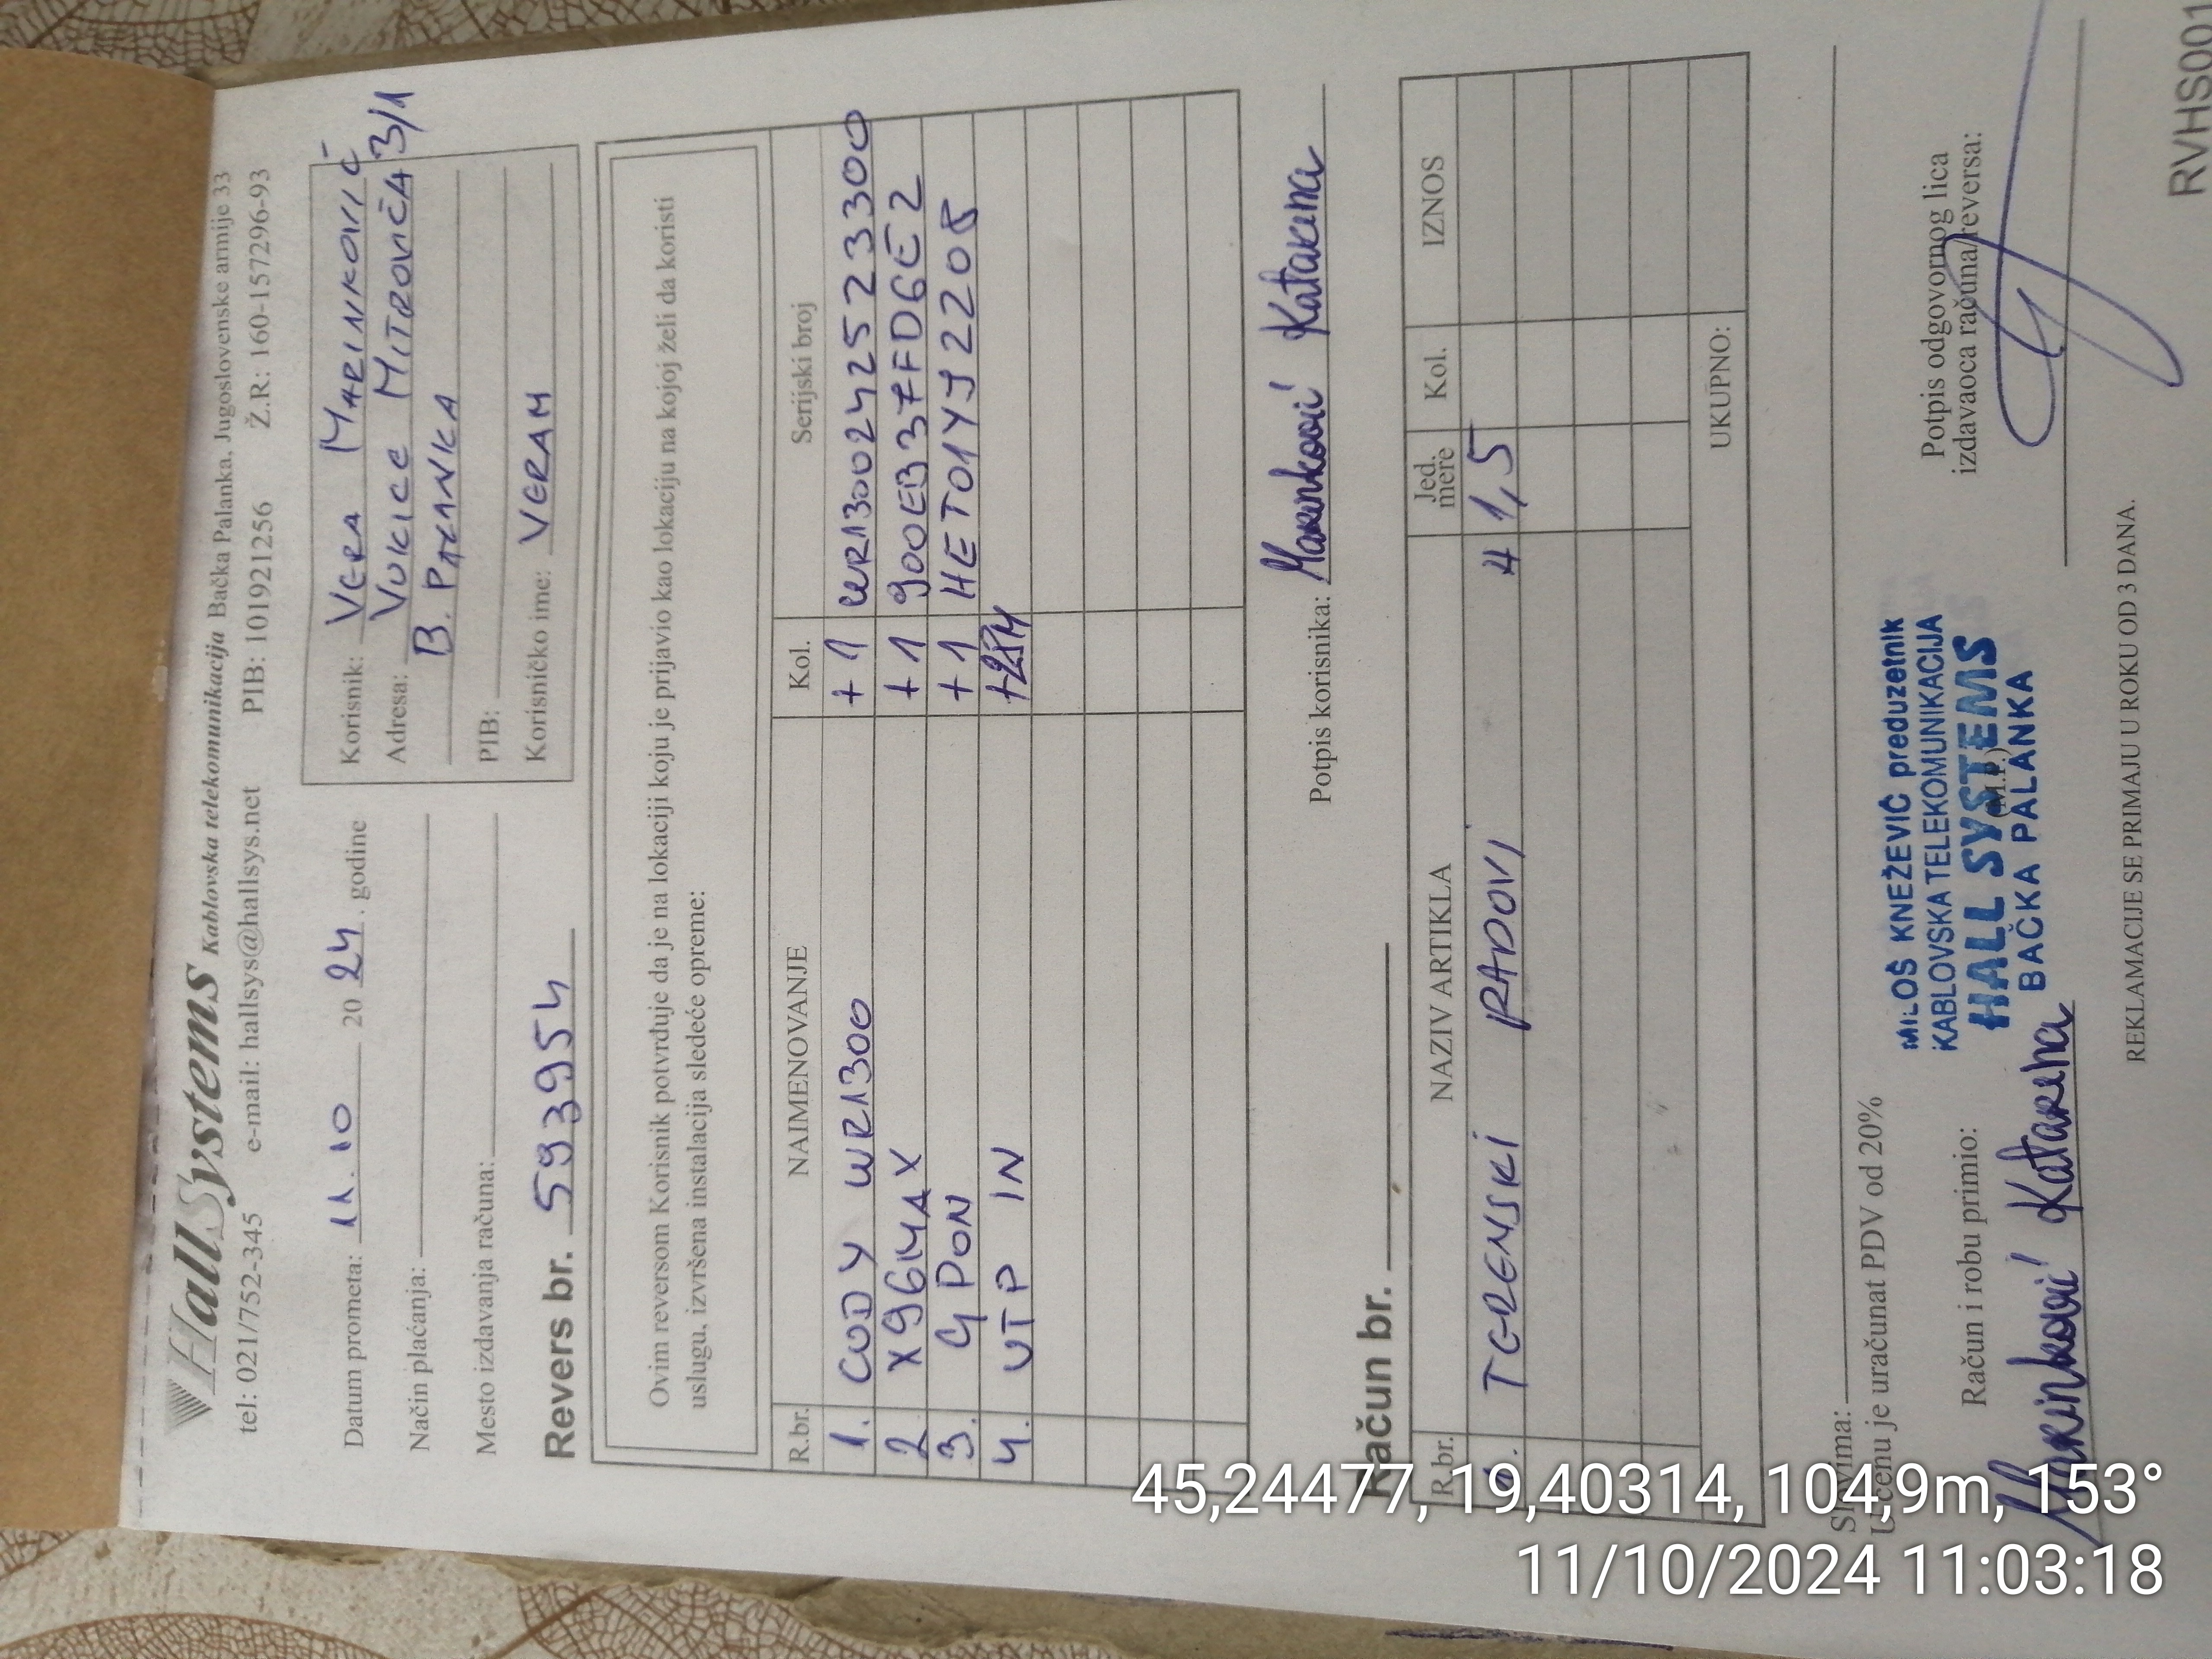 HallSystems Kablovska telekomunikacija Bačka Palanka, Jugoslovenske armije 33
tel: 021/752-345 e-mail: hallsys@hallsys.net PIB: 101921256 Ž.R: 160-157296-93
Datum prometa: 11.10 2024. godine
Način plaćanja:
Mesto izdavanja računa:
Korisnik: VERA MARINKOVIĆ
Adresa: VUKICE MITROVIĆA 3/1
B. PALANKA
PIB:
Korisničko ime: VERAM
Revers br. 593954
Ovim reversom Korisnik potvrđuje da je na lokaciji koju je prijavio kao lokaciju na kojoj želi da koristi
uslugu, izvršena instalacija sledeće opreme:
R.br. NAIMENOVANJE Kol. Serijski broj
1. CUDY WR1300 +1 WR1300242523300
2 X96MAX +1 900EB37FFD6E2
3. GPON +1 HETO1YJ2208
4. UTP IN
Potpis korisnika: Marinković Katarina
Račun br.
R.br. NAZIV ARTIKLA Jed. mere Kol. IZNOS
TERENSKI RADOVI H 1,5
UKUPNO:
Slovima:
U cenu je uračunat PDV od 20%
Račun i robu primio:
Marinković Katarina
MILOŠ KNEŽEVIĆ preduzetnik
KABLOVSKA TELEKOMUNIKACIJA
HALL SYSTEMS
(M.P.)
BAČKA PALANKA
Potpis odgovornog lica
izdavaoca računa/reversa:
REKLAMACIJE SE PRIMAJU U ROKU OD 3 DANA.
RVHS001
45,24477, 19,40314, 104,9m, 153°
11/10/2024 11:03:18